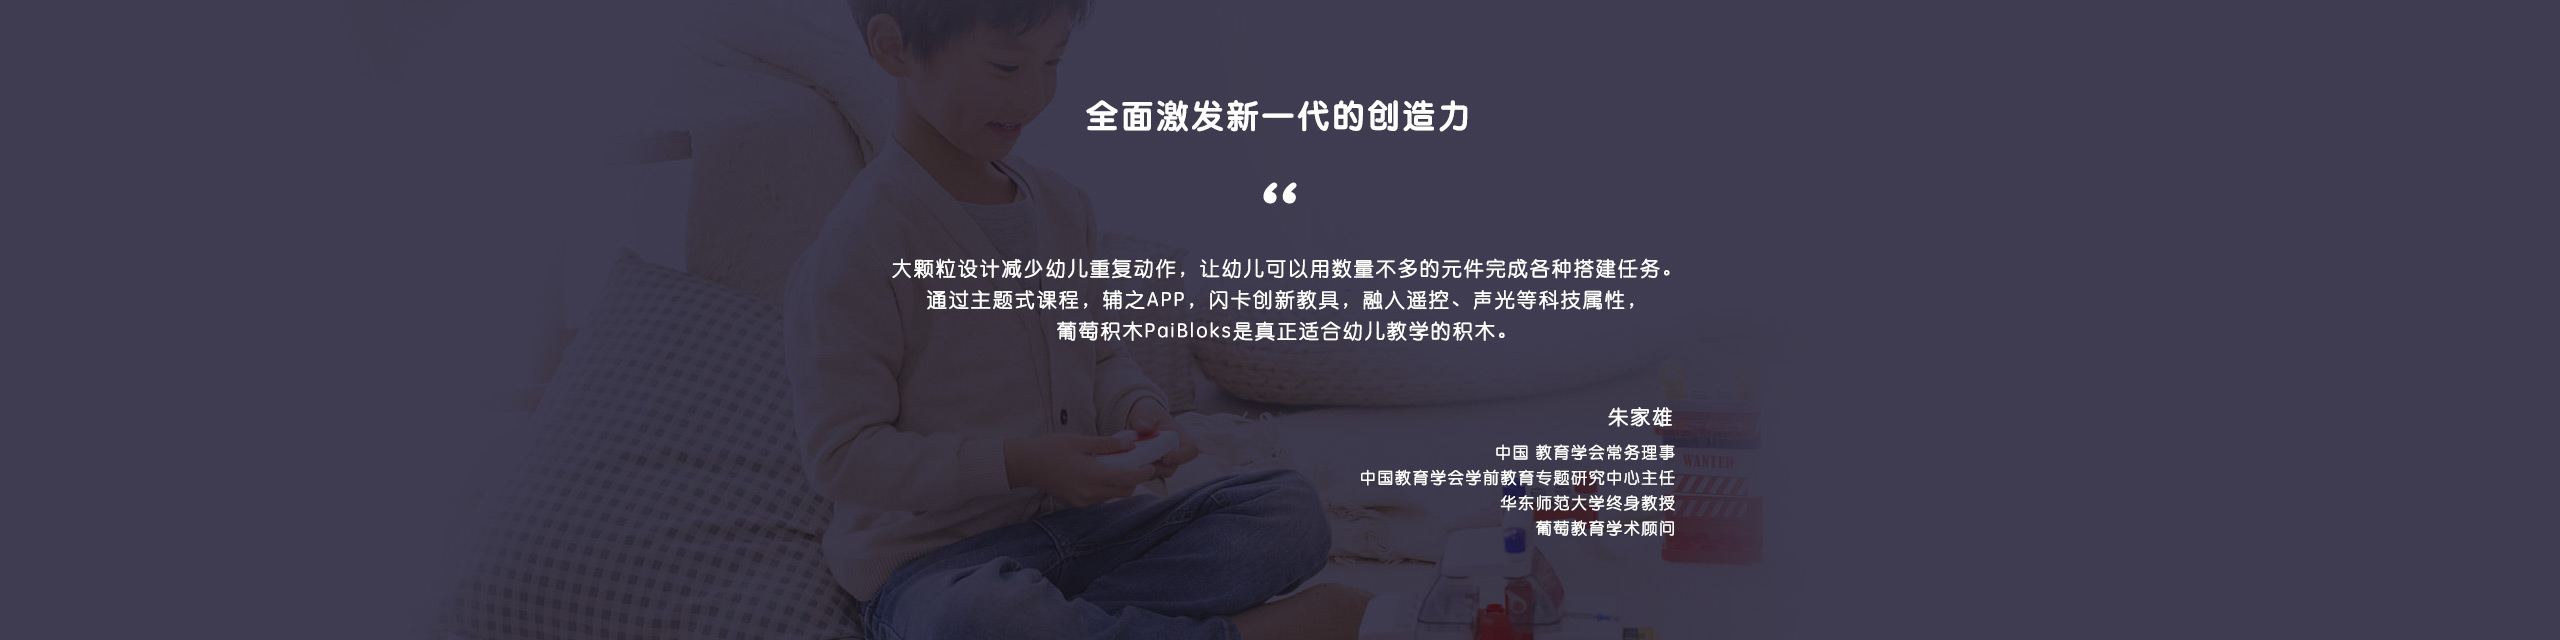 全面激发新一代的创造力
“
大颗粒设计减少幼儿重复动作，让幼儿可以用数量不多的元件完成各种搭建任务。
通过主题式课程，辅之APP，闪卡创新教具，融入遥控、声光等科技属性，
葡萄积木PaiBloks是真正适合幼儿教学的积木。
朱家雄
中国 教育学会常务理事
中国教育学会学前教育专题研究中心主任
华东师范大学终身教授
葡萄教育学术顾问
WANTED